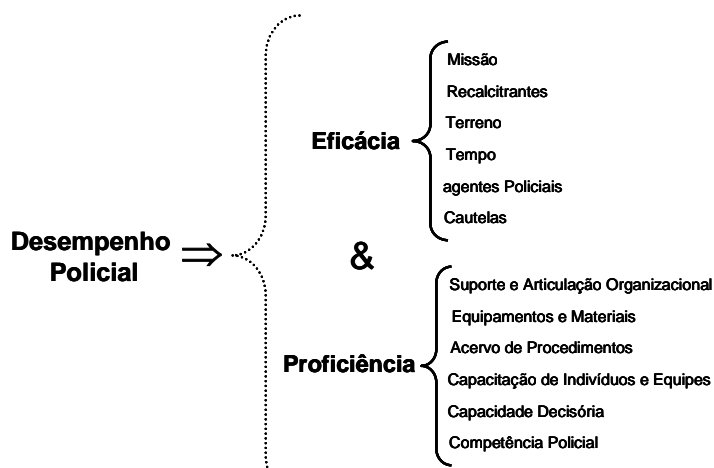 Desempenho
Policial
⇒
Eficácia
Missão
Recalcitrantes
Terreno
Tempo
agentes Policiais
Cautelas
&
Proficiência
Suporte e Articulação Organizacional
Equipamentos e Materiais
Acervo de Procedimentos
Capacitação de Indivíduos e Equipes
Capacidade Decisória
Competência Policial